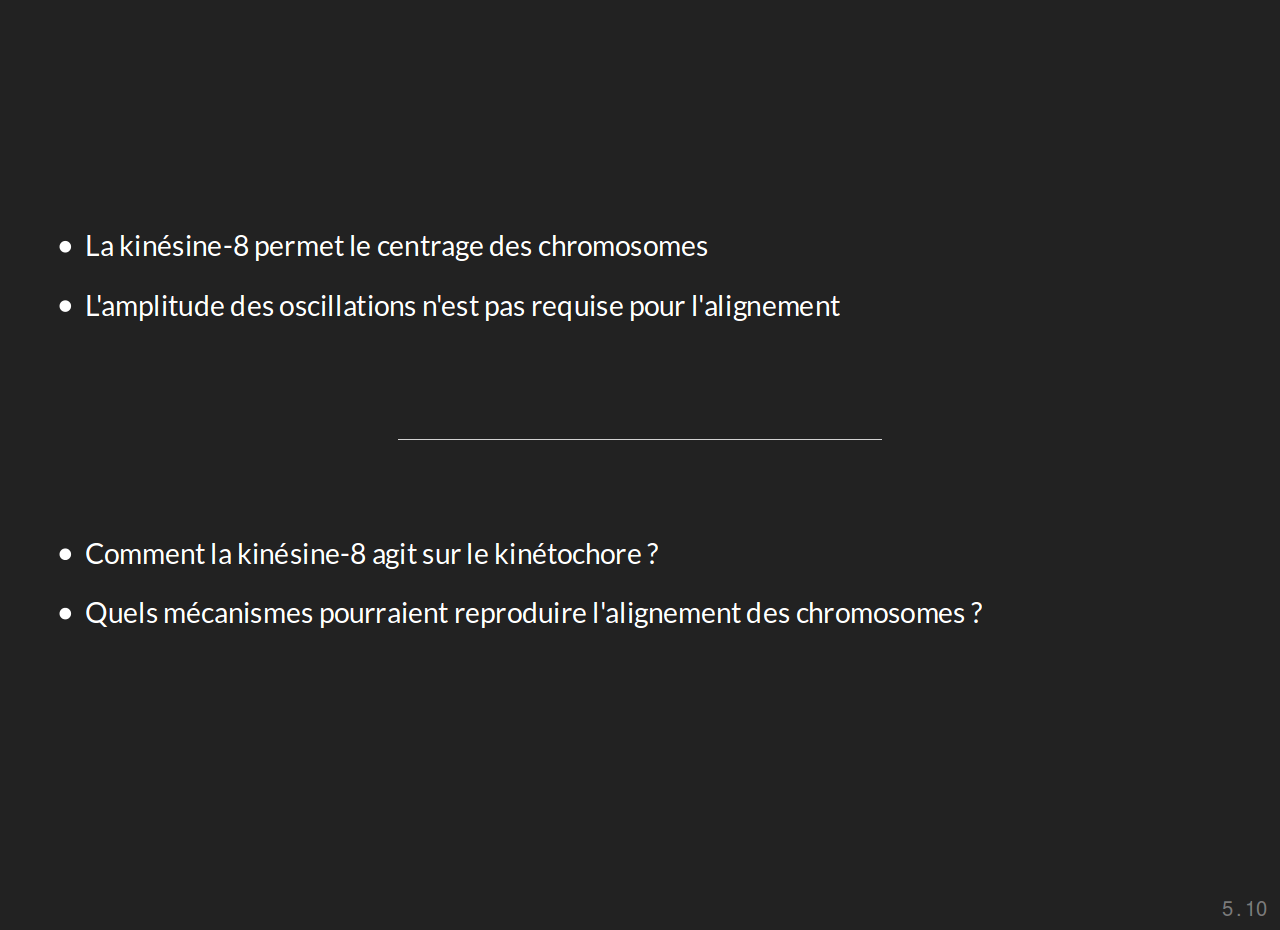 • La kinésine-8 permet le centrage des chromosomes
• L'amplitude des oscillations n'est pas requise pour l'alignement
• Comment la kinésine-8 agit sur le kinétochore ?
• Quels mécanismes pourraient reproduire l'alignement des chromosomes ?
5.10